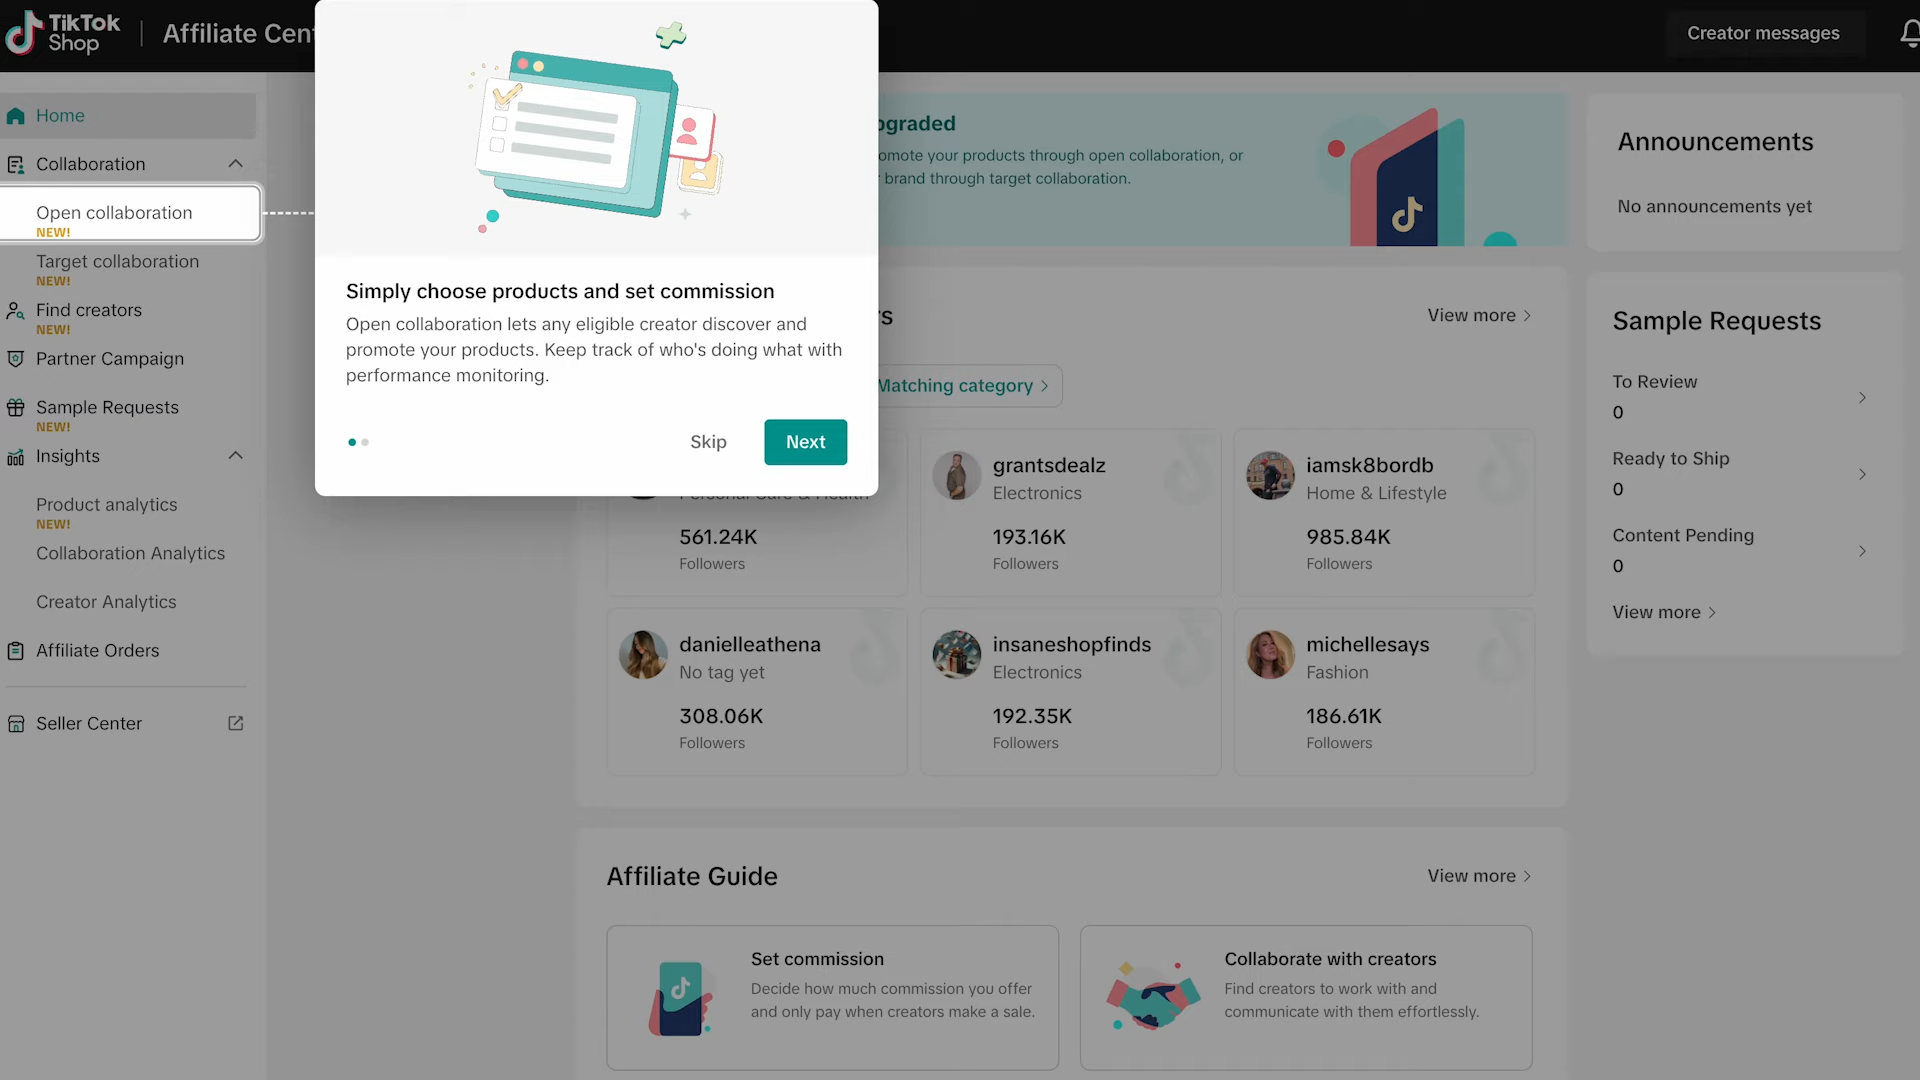 TikTok
Shop
Affiliate Cent
Creator messages
Home
Collaboration
Open collaboration
NEW!
Target collaboration
NEW!
Find creators
NEW!
Partner Campaign
Sample Requests
NEW!
Insights
Product analytics
NEW!
Collaboration Analytics
Creator Analytics
Affiliate Orders
Seller Center
Simply choose products and set commission
Open collaboration lets any eligible creator discover and
promote your products. Keep track of who's doing what with
performance monitoring.
Skip
Next
pgraded
omote your products through open collaboration, or
brand through target collaboration.
rs
View more
Matching category
Personal Care & Health
561.24K
Followers
grantsdealz
Electronics
193.16K
Followers
iamsk8bordb
Home & Lifestyle
985.84K
Followers
danielleathena
No tag yet
308.06K
Followers
insaneshopfinds
Electronics
192.35K
Followers
michellesays
Fashion
186.61K
Followers
Affiliate Guide
View more
Set commission
Decide how much commission you offer
and only pay when creators make a sale.
Collaborate with creators
Find creators to work with and
communicate with them effortlessly.
Announcements
No announcements yet
Sample Requests
To Review
0
Ready to Ship
0
Content Pending
0
View more